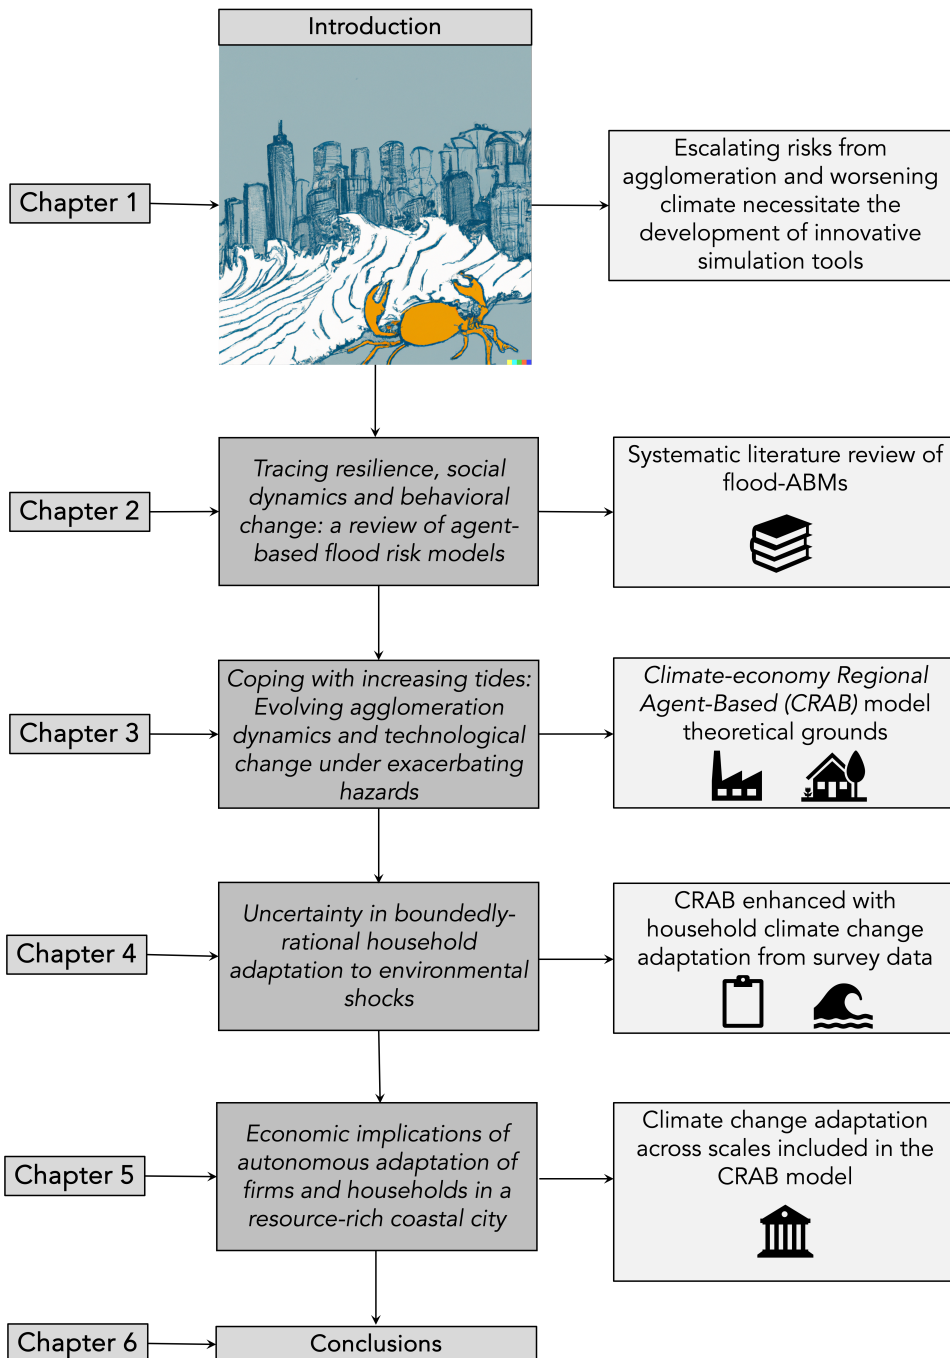 Introduction
Chapter 1
Escalating risks from
agglomeration and worsening
climate necessitate the
development of innovative
simulation tools
Chapter 2
Tracing resilience, social
dynamics and behavioral
change: a review of agent-
based flood risk models
Systematic literature review of
flood-ABMs
Chapter 3
Coping with increasing tides:
Evolving agglomeration
dynamics and technological
change under exacerbating
hazards
Climate-economy Regional
Agent-Based (CRAB) model
theoretical grounds
Chapter 4
Uncertainty in boundedly-
rational household
adaptation to environmental
shocks
CRAB enhanced with
household climate change
adaptation from survey data
Chapter 5
Economic implications of
autonomous adaptation of
firms and households in a
resource-rich coastal city
Climate change adaptation
across scales included in the
CRAB model
Chapter 6
Conclusions